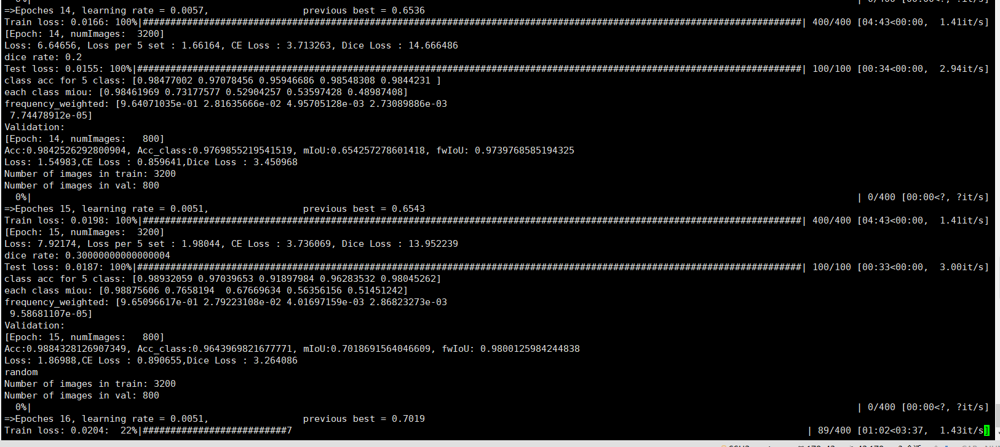 =>Epoches 14, learning rate = 0.0057,                 previous best = 0.6536
Train loss: 0.0166: 100%|#######################################################################################################################| 400/400 [04:43<00:00,  1.41it/s]
[Epoch: 14, numImages:  3200]
Loss: 6.64656, Loss per 5 set : 1.66164, CE Loss : 3.713263, Dice Loss : 14.666486
dice rate: 0.2
Test loss: 0.0155: 100%|########################################################################################################################| 100/100 [00:34<00:00,  2.94it/s]
class acc for 5 class: [0.98477002 0.97078456 0.95946686 0.98548308 0.9844231 ]
each class miou: [0.98461969 0.73177577 0.52904257 0.53597428 0.48987408]
frequency_weighted: [9.64071035e-01 2.81635666e-02 4.95705128e-03 2.73089886e-03
 7.74478912e-05]
Validation:
[Epoch: 14, numImages:   800]
Acc:0.9842526292800904, Acc_class:0.9769855219541519, mIoU:0.654257278601418, fwIoU: 0.9739768585194325
Loss: 1.54983,CE Loss : 0.859641,Dice Loss : 3.450968
Number of images in train: 3200
Number of images in val: 800
  0%|                                                                                                                                                     | 0/400 [00:00<?, ?it/s]
=>Epoches 15, learning rate = 0.0051,                 previous best = 0.6543
Train loss: 0.0198: 100%|#######################################################################################################################| 400/400 [04:43<00:00,  1.41it/s]
[Epoch: 15, numImages:  3200]
Loss: 7.92174, Loss per 5 set : 1.98044, CE Loss : 3.736069, Dice Loss : 13.952239
dice rate: 0.30000000000000004
Test loss: 0.0187: 100%|########################################################################################################################| 100/100 [00:33<00:00,  3.00it/s]
class acc for 5 class: [0.98932059 0.97039653 0.91897984 0.96283532 0.98045262]
each class miou: [0.98875606 0.7658194  0.67669634 0.56356156 0.51451242]
frequency_weighted: [9.65096617e-01 2.79223108e-02 4.01697159e-03 2.86823273e-03
 9.58681107e-05]
Validation:
[Epoch: 15, numImages:   800]
Acc:0.9884328126907349, Acc_class:0.9643969821677771, mIoU:0.7018691564046609, fwIoU: 0.9800125984244838
Loss: 1.86988,CE Loss : 0.890655,Dice Loss : 3.264086
random
Number of images in train: 3200
Number of images in val: 800
  0%|                                                                                                                                                     | 0/400 [00:00<?, ?it/s]
=>Epoches 16, learning rate = 0.0051,                 previous best = 0.7019
Train loss: 0.0204:  22%|##########################7                                                                                             | 89/400 [01:02<03:37,  1.43it/s]